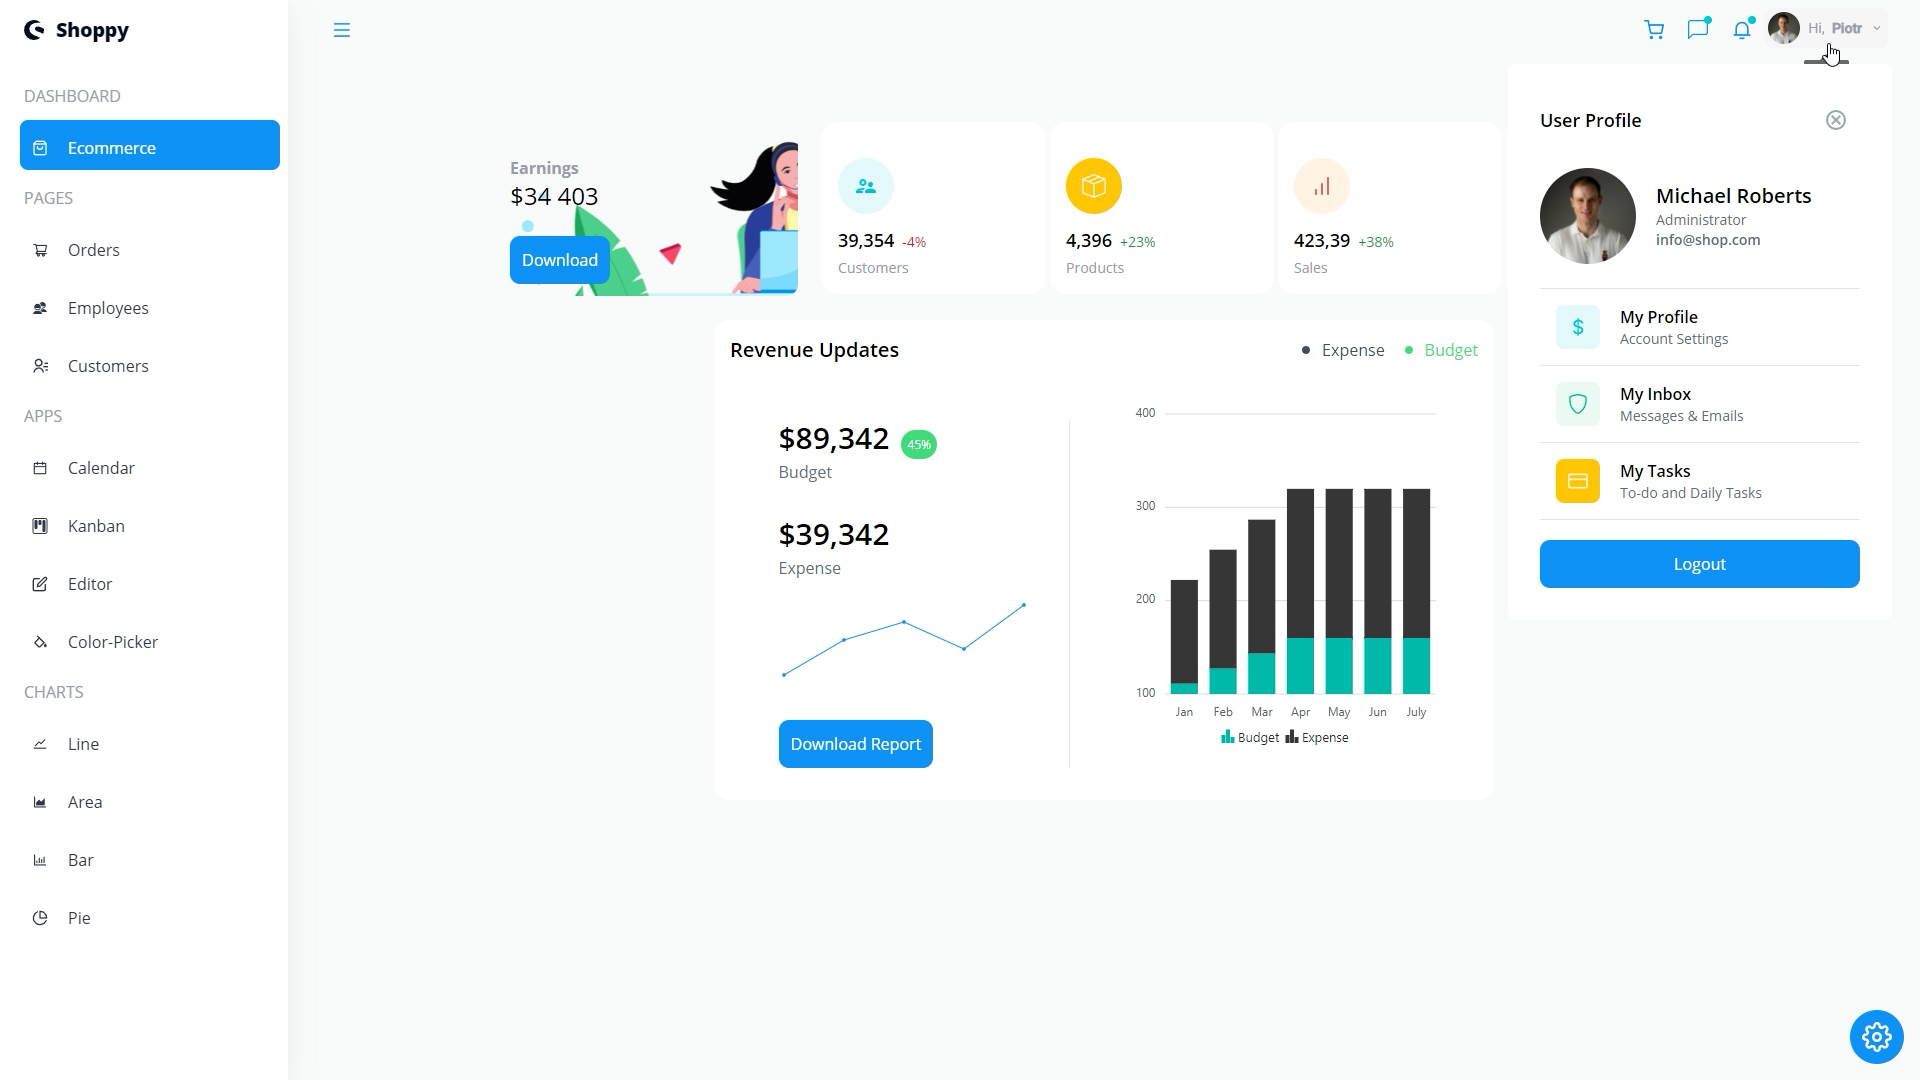 Shoppy
Hi, Piotr
DASHBOARD
Ecommerce
PAGES
Orders
Employees
Customers
APPS
Calendar
Kanban
Editor
Color-Picker
CHARTS
Line
Area
Bar
Pie
Earnings
$34 403
Download
39,354 -4%
Customers
4,396 +23%
Products
423,39 +38%
Sales
Revenue Updates
Expense
Budget
$89,342 45%
Budget
$39,342
Expense
Download Report
400
300
200
100
Jan Feb Mar Apr May Jun July
Budget Expense
User Profile
Michael Roberts
Administrator
info@shop.com
$
My Profile
Account Settings
My Inbox
Messages & Emails
My Tasks
To-do and Daily Tasks
Logout